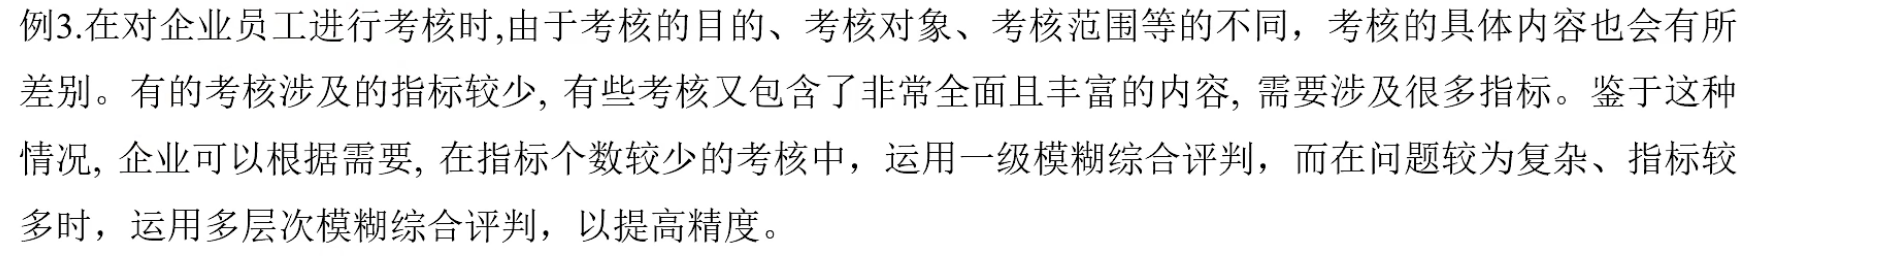 例3.在对企业员工进行考核时,由于考核的目的、考核对象、考核范围等的不同，考核的具体内容也会有所
差别。有的考核涉及的指标较少, 有些考核又包含了非常全面且丰富的内容, 需要涉及很多指标。鉴于这种
情况, 企业可以根据需要, 在指标个数较少的考核中，运用一级模糊综合评判，而在问题较为复杂、指标较
多时，运用多层次模糊综合评判，以提高精度。